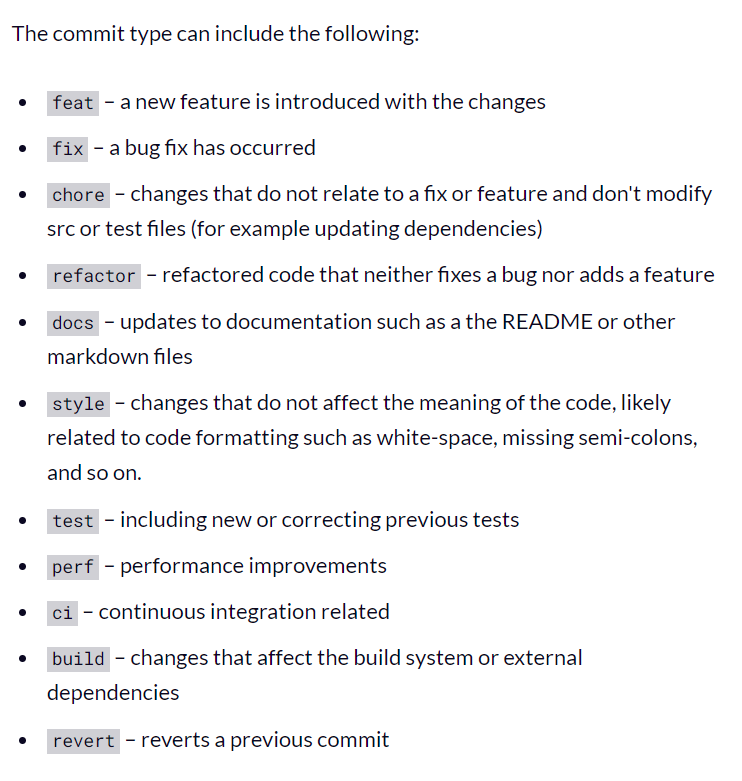 The commit type can include the following:
• feat – a new feature is introduced with the changes
• fix – a bug fix has occurred
• chore – changes that do not relate to a fix or feature and don't modify
src or test files (for example updating dependencies)
• refactor – refactored code that neither fixes a bug nor adds a feature
• docs – updates to documentation such as a the README or other
markdown files
• style – changes that do not affect the meaning of the code, likely
related to code formatting such as white-space, missing semi-colons,
and so on.
• test – including new or correcting previous tests
• perf – performance improvements
• ci – continuous integration related
• build – changes that affect the build system or external
dependencies
• revert – reverts a previous commit